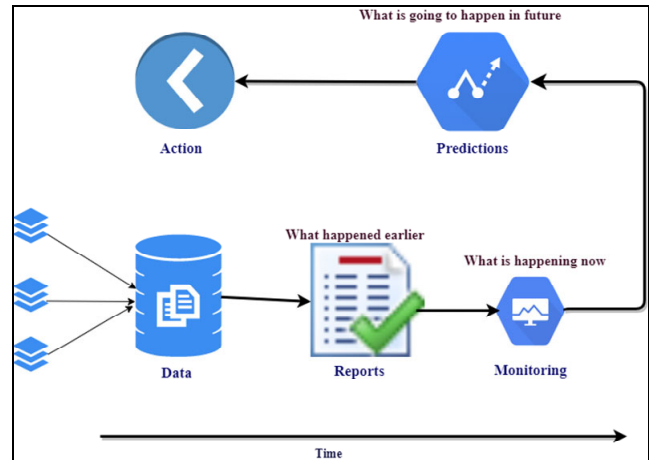 What is going to happen in future
Action
Predictions
What happened earlier
What is happening now
Data
Reports
Monitoring
Time